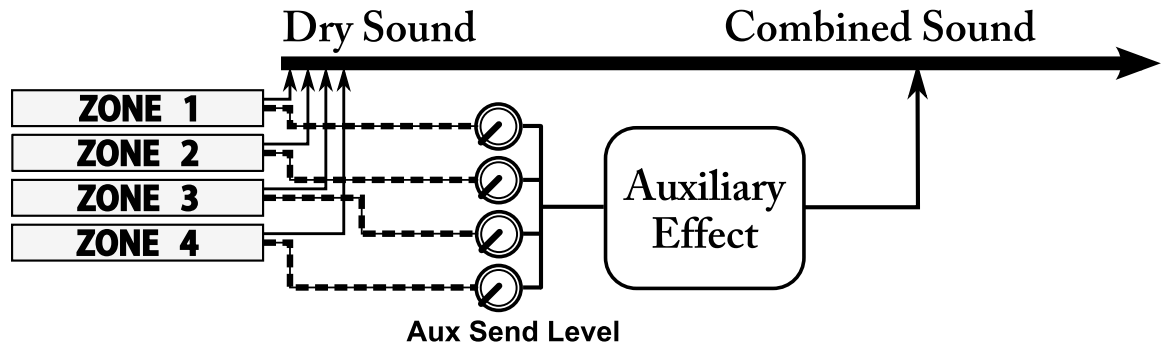 Dry Sound
Combined Sound
ZONE 1
ZONE 2
ZONE 3
ZONE 4
Auxiliary
Effect
Aux Send Level